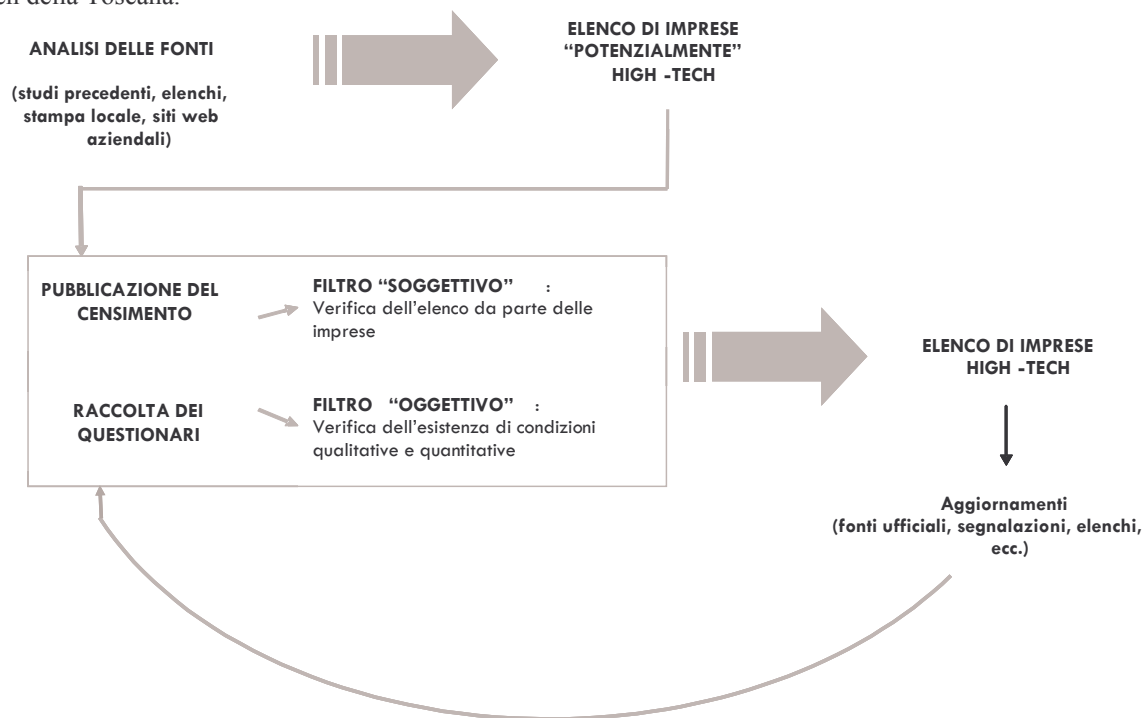 della Toscana.
ANALISI DELLE FONTI
(studi precedenti, elenchi,
stampa locale, siti web
aziendali)
ELENCO DI IMPRESE
“POTENZIALMENTE”
HIGH -TECH
PUBBLICAZIONE DEL
CENSIMENTO
FILTRO “SOGGETTIVO” :
Verifica dell’elenco da parte delle
imprese
RACCOLTA DEI
QUESTIONARI
FILTRO “OGGETTIVO” :
Verifica dell’esistenza di condizioni
qualitative e quantitative
ELENCO DI IMPRESE
HIGH -TECH
Aggiornamenti
(fonti ufficiali, segnalazioni, elenchi,
ecc.)